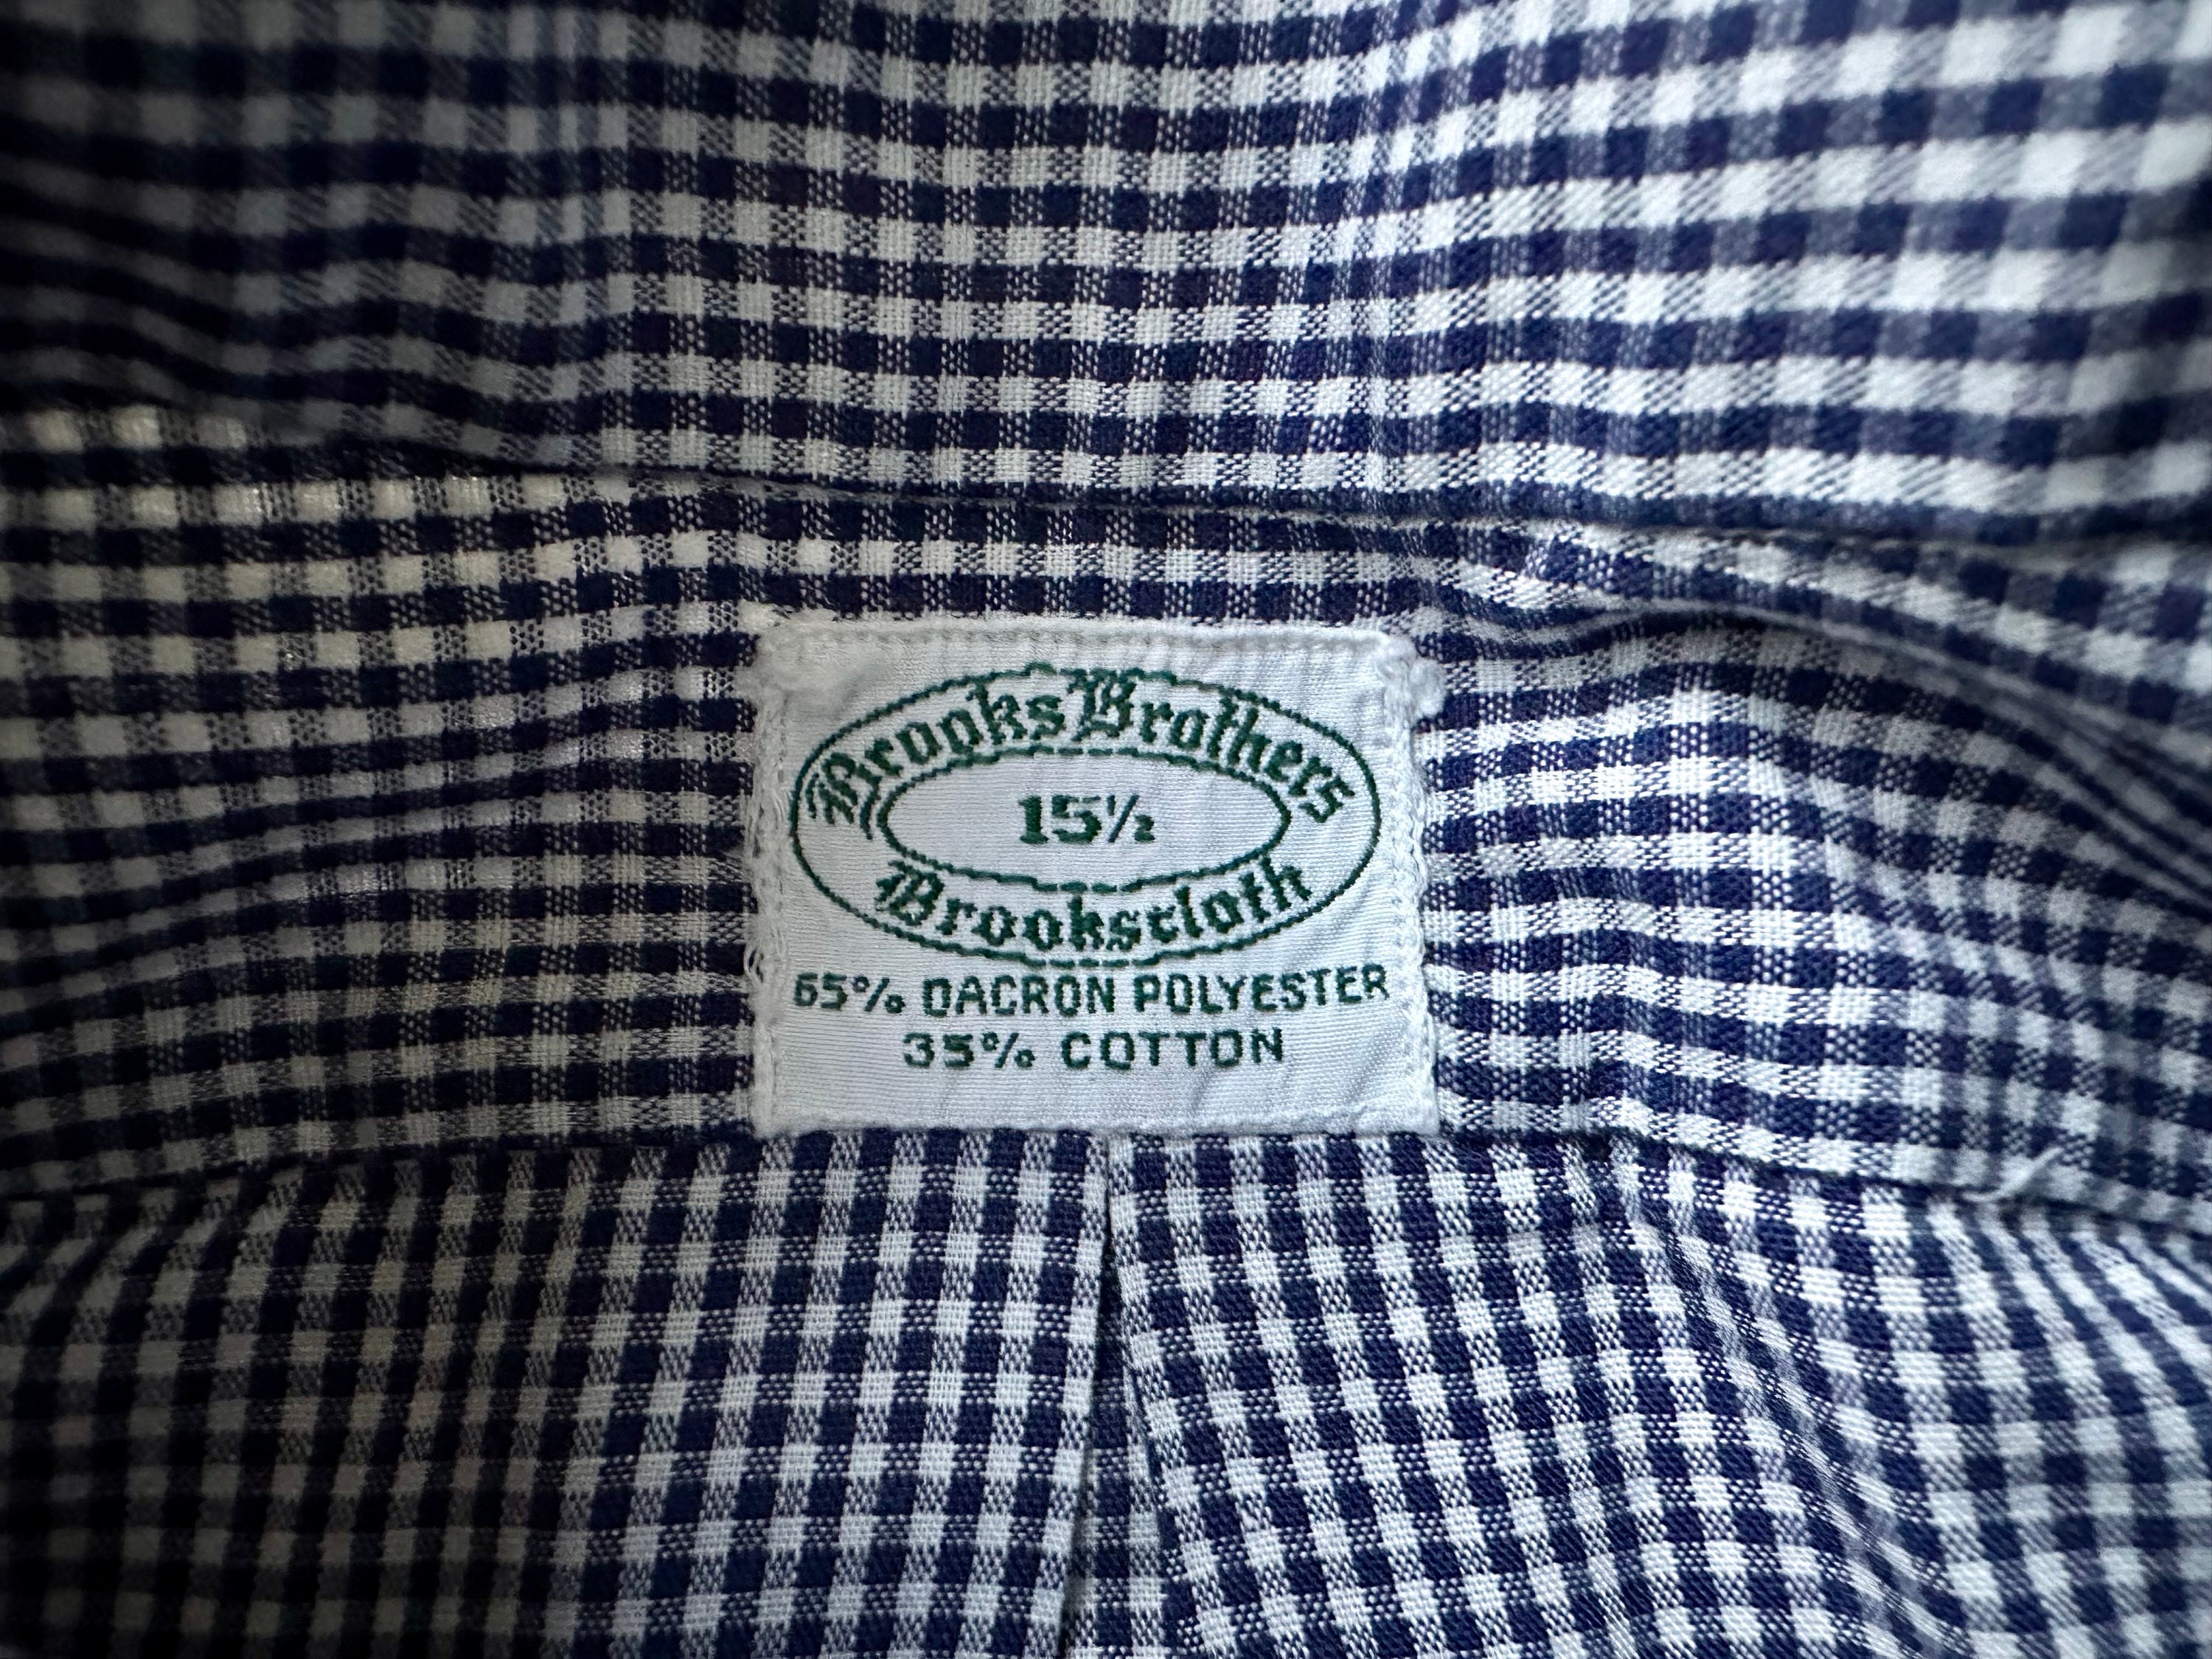 Brooks Brothers
15½
Brookscloth
65% DACRON POLYESTER
35% COTTON